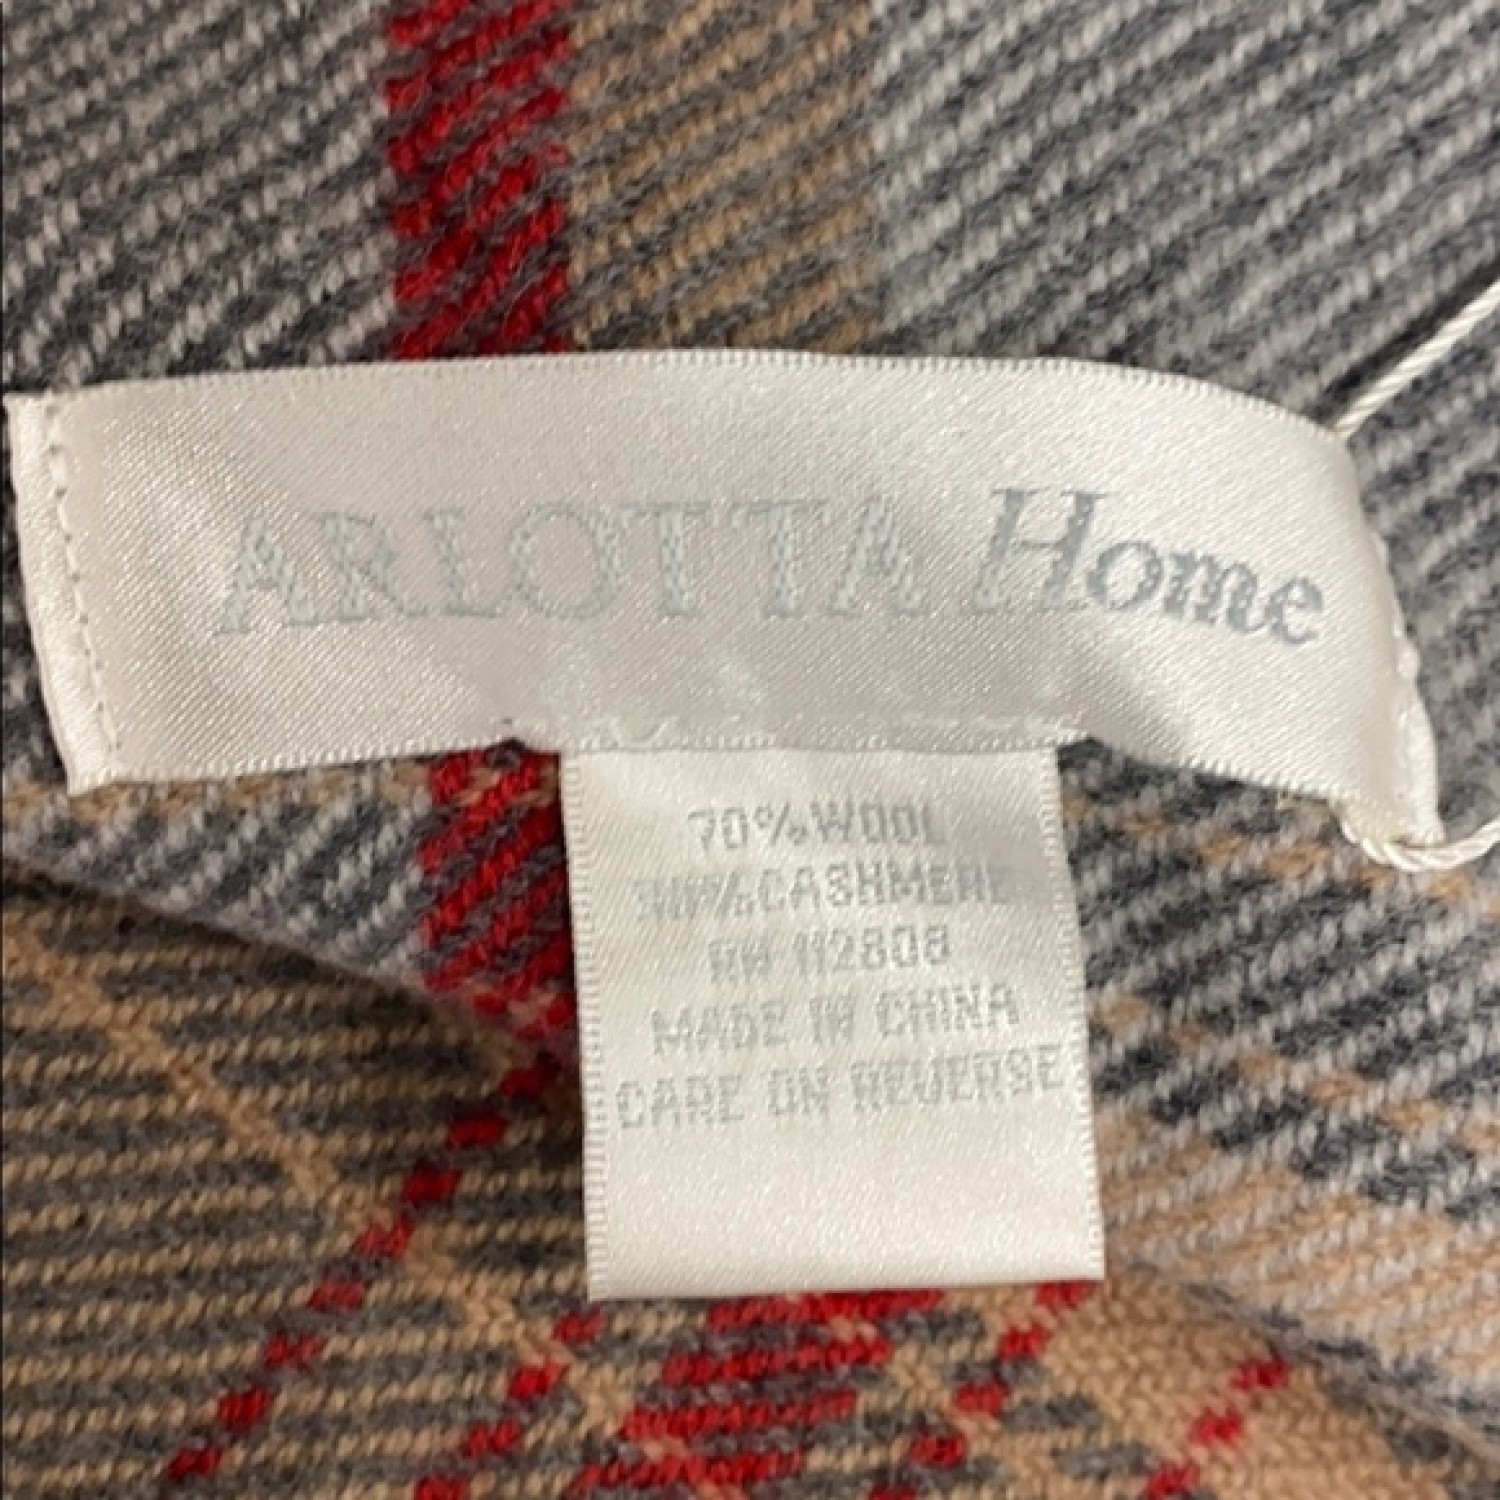 ARLOTTA Home
70%WOOL
30%CASHMERE
RN 112808
MADE IN CHINA
CARE ON REVERSE